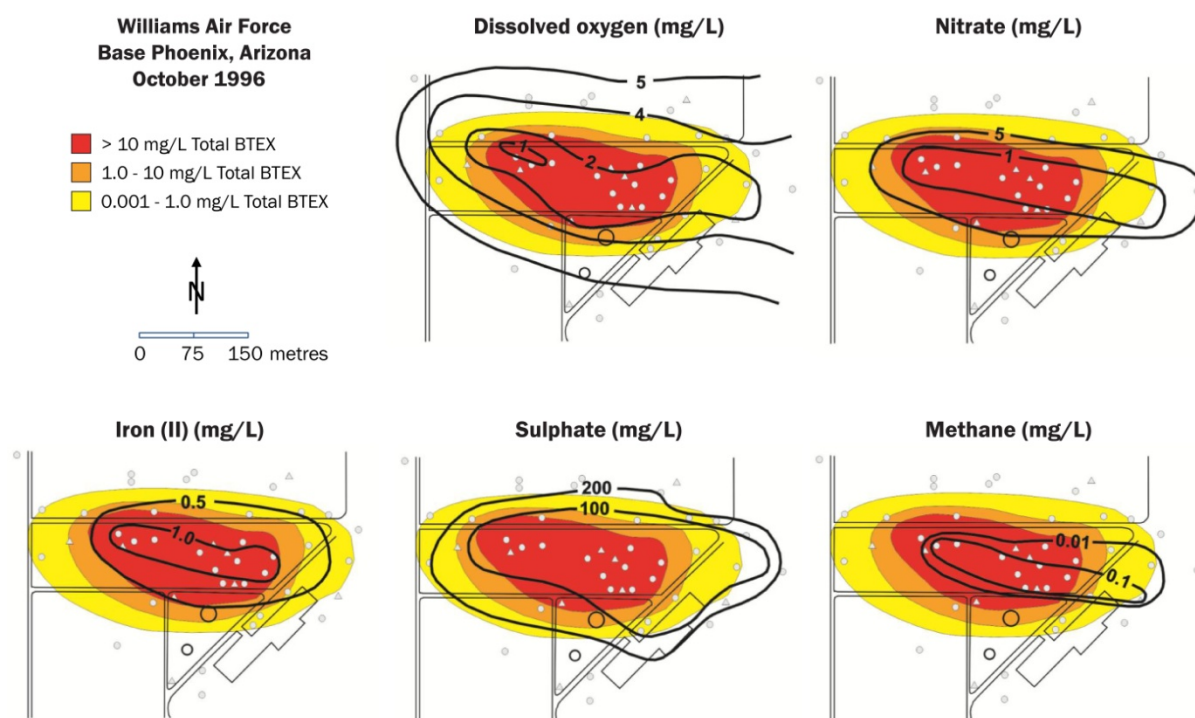 Williams Air Force
Base Phoenix, Arizona
October 1996
> 10 mg/L Total BTEX
1.0 - 10 mg/L Total BTEX
0.001 - 1.0 mg/L Total BTEX
N
0 75 150 metres
Dissolved oxygen (mg/L)
5
4
2
1
Nitrate (mg/L)
5
1
Iron (II) (mg/L)
0.5
1.0
Sulphate (mg/L)
200
100
Methane (mg/L)
0.01
0.1